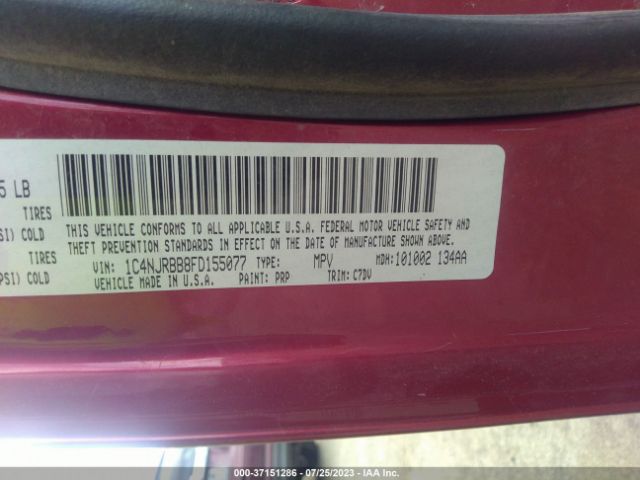 5 LB
TIRES
SI) COLD
TIRES
PSI) COLD
THIS VEHICLE CONFORMS TO ALL APPLICABLE U.S.A. FEDERAL MOTOR VEHICLE SAFETY AND
THEFT PREVENTION STANDARDS IN EFFECT ON THE DATE OF MANUFACTURE SHOWN ABOVE.
VIN: 1C4NJRBB8FD155077 TYPE: MPV MDH:101002 134AA
VEHICLE MADE IN U.S.A. PAINT: PRP TRIM: C7DV
000-37151286 - 07/25/2023 - IAA Inc.